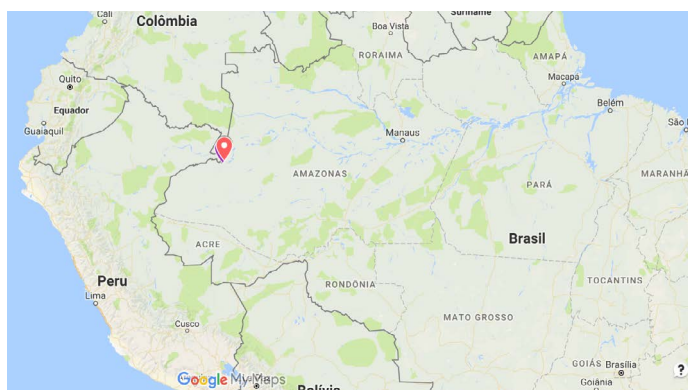 Cali
Colômbia
Boa Vista
Suriname
RORAIMA
AMAPÁ
Quito
Macapá
Equador
Belém
Guaiaquil
Manaus
São
AMAZONAS
PARÁ
MARANHÃ
Brasil
ACRE
Peru
RONDÔNIA
TOCANTINS
Lima
MATO GROSSO
Cusco
GOIÁS
Brasília
Google My Maps
Bolívia
Goiânia
?